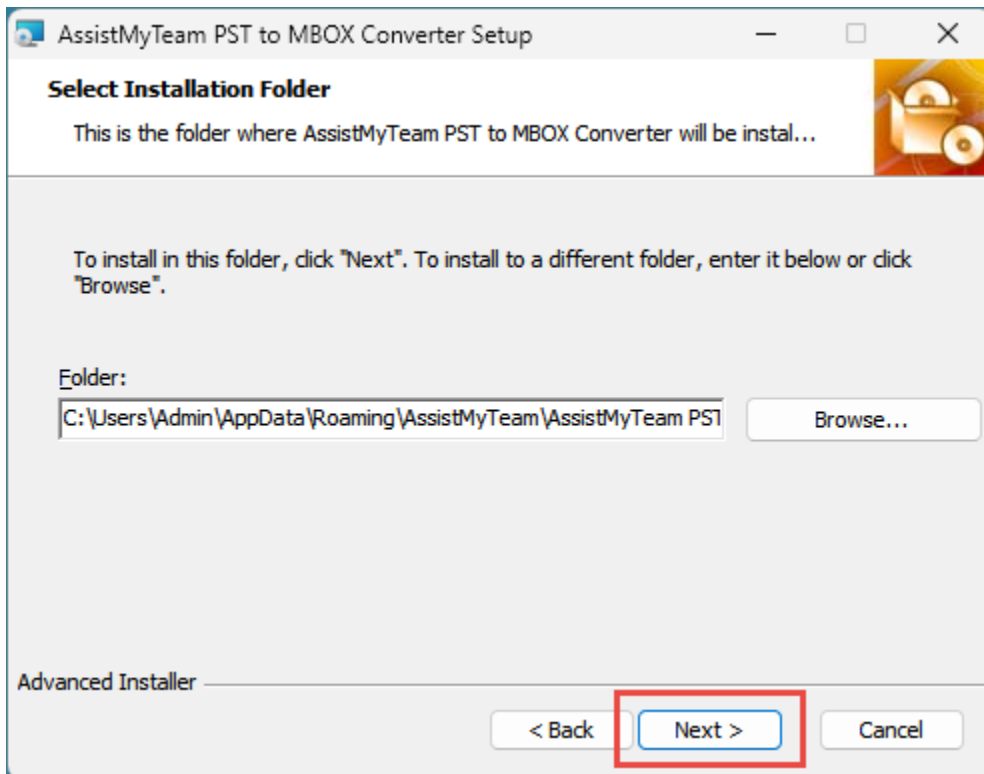 AssistMyTeam PST to MBOX Converter Setup
Select Installation Folder
This is the folder where AssistMyTeam PST to MBOX Converter will be instal...
To install in this folder, click "Next". To install to a different folder, enter it below or click
"Browse".
Folder:
C:\Users\Admin\AppData\Roaming\AssistMyTeam\AssistMyTeam PST
Browse...
Advanced Installer
< Back
Next >
Cancel